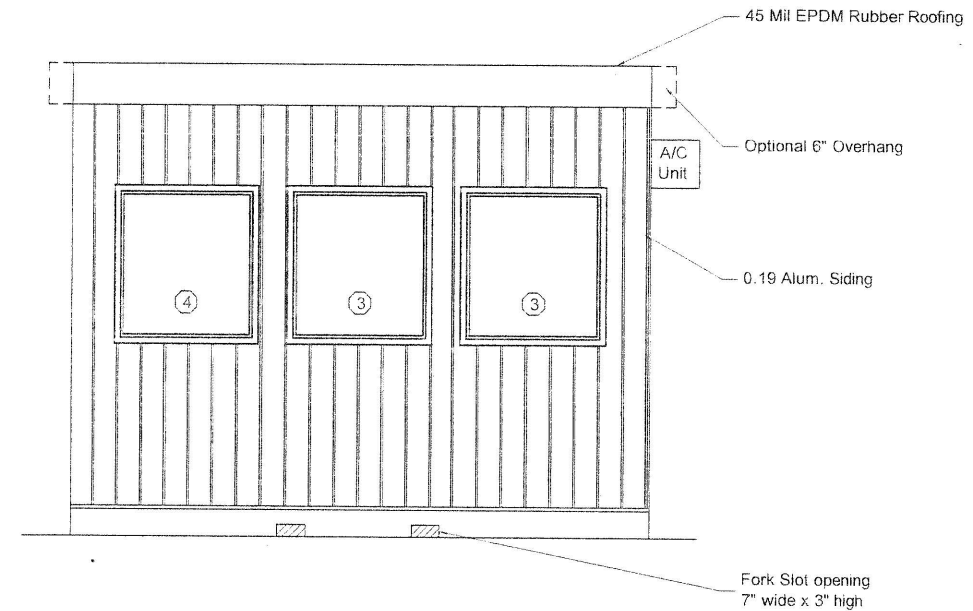 45 Mil EPDM Rubber Roofing
Optional 6" Overhang
A/C
Unit
0.19 Alum. Siding
4
3
3
Fork Slot opening
7" wide x 3" high